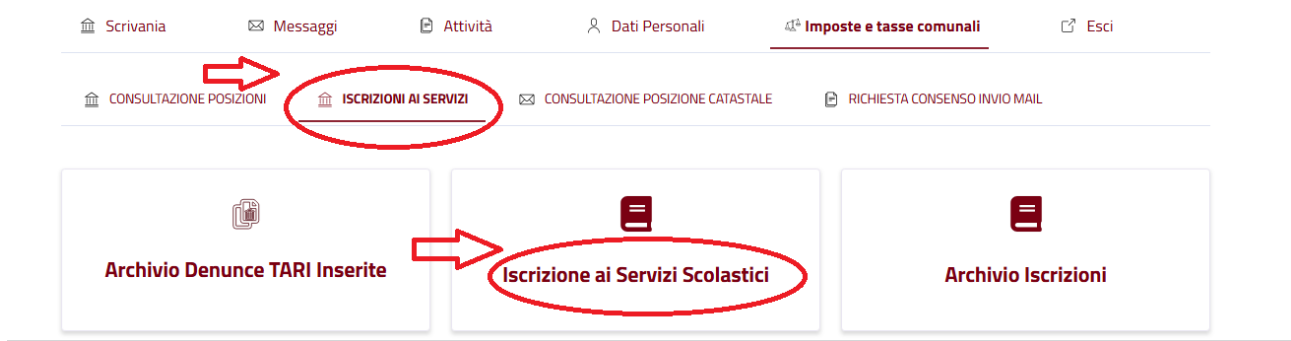 Scrivania Messaggi Attività Dati Personali Imposte e tasse comunali Esci
CONSULTAZIONE POSIZIONI ISCRIZIONI AI SERVIZI CONSULTAZIONE POSIZIONE CATASTALE RICHIESTA CONSENSO INVIO MAIL
Archivio Denunce TARI Inserite Iscrizione ai Servizi Scolastici Archivio Iscrizioni